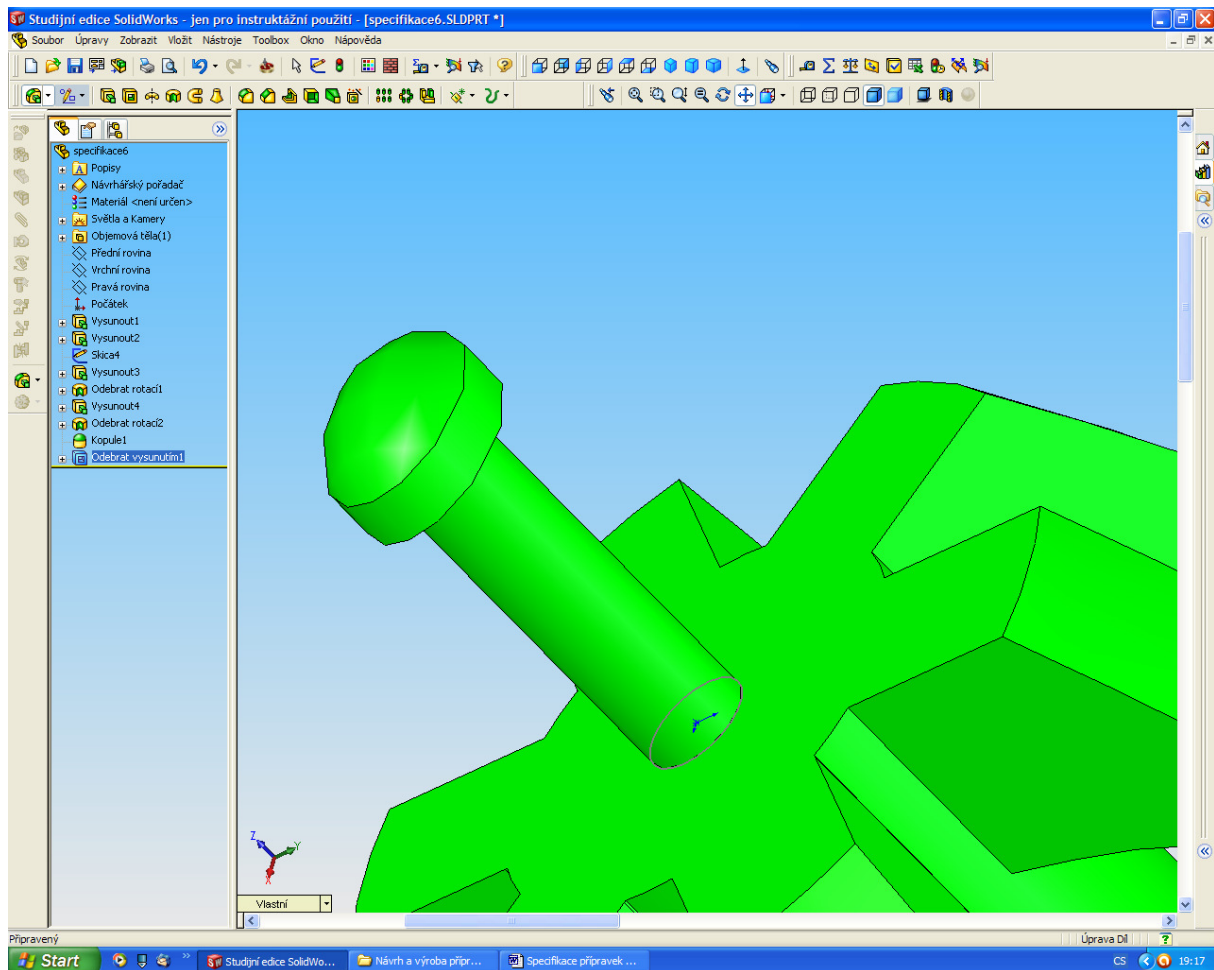 Studijní edice SolidWorks - jen pro instruktážní použití - [specifikace6.SLDPRT *]
Soubor Úpravy Zobrazit Vložit Nástroje Toolbox Okno Nápověda
specifikace6
Popisy
Návrhářský pořadač
Materiál <není určen>
Světla a Kamery
Objemová těla(1)
Přední rovina
Vrchní rovina
Pravá rovina
Počátek
Vysunout1
Vysunout2
Skica4
Vysunout3
Odebrat rotací1
Vysunout4
Odebrat rotací2
Kopule1
Odebrat vysunutím1
Z
Y
X
Vlastní
Připravený
Úprava Díl
Start
Studijní edice SolidWo...
Návrh a výroba přípr...
Specifikace přípravek ...
CS
19:17